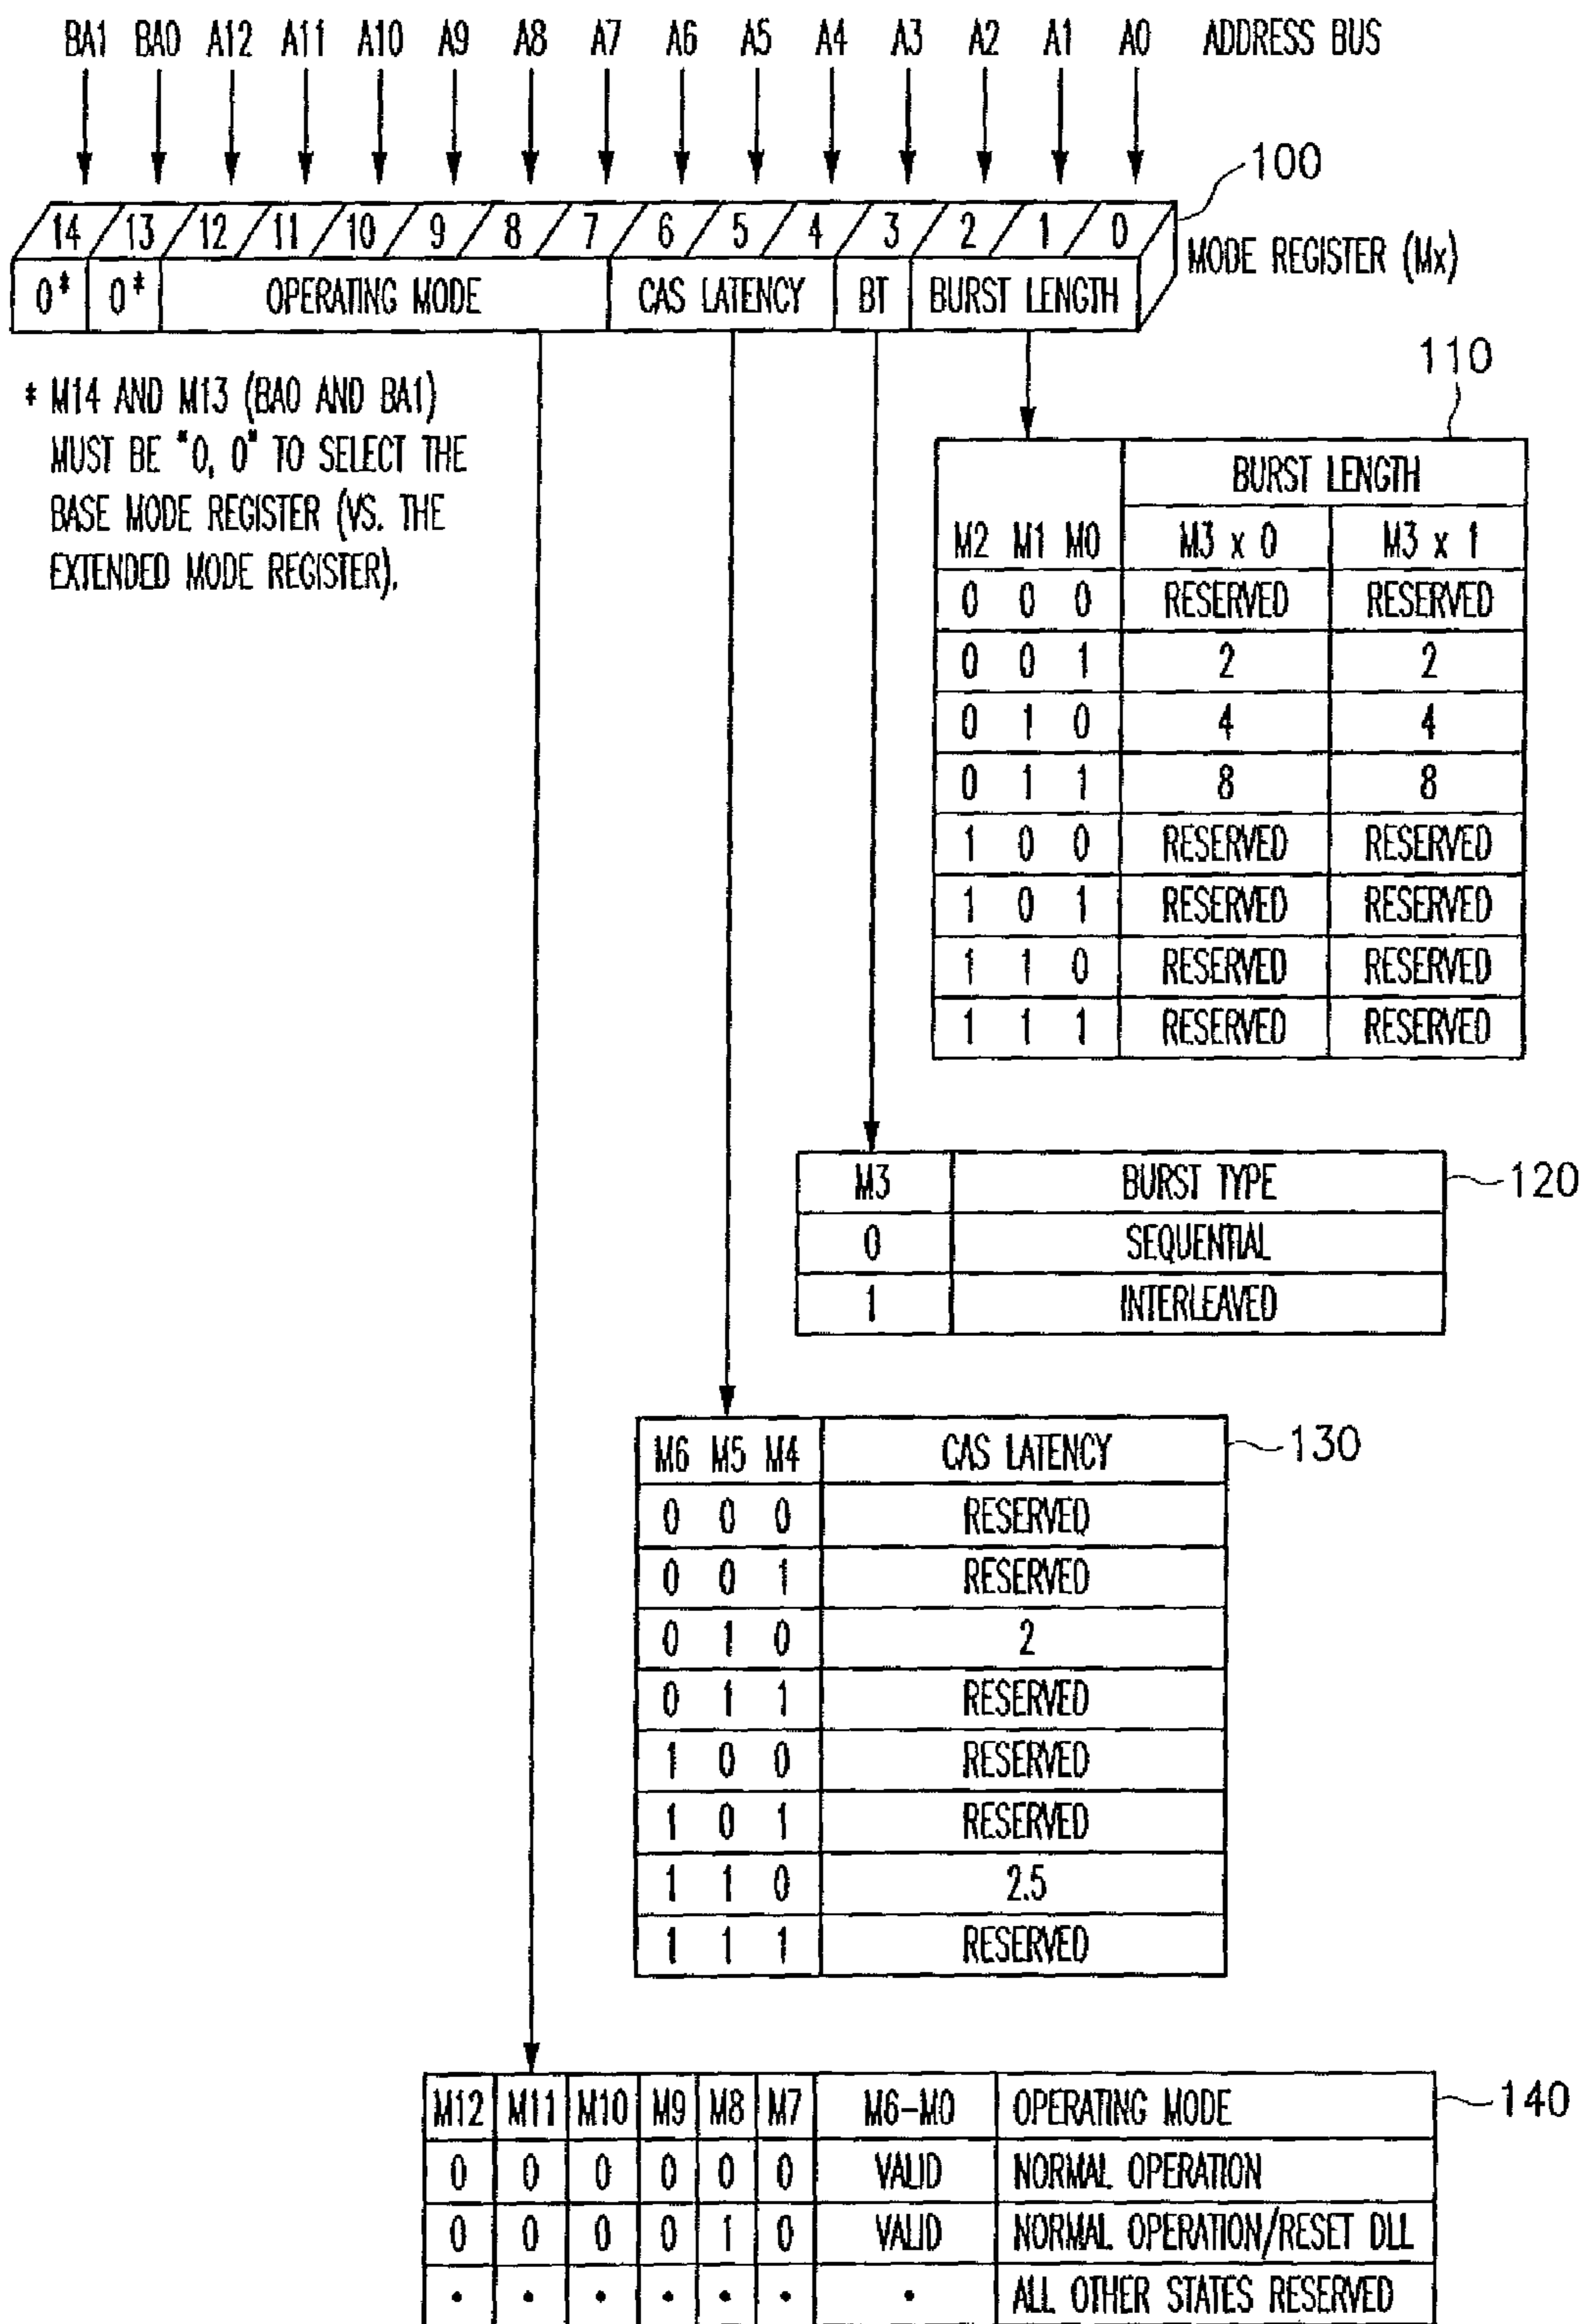 BA1 BA0 A12 A11 A10 A9 A8 A7 A6 A5 A4 A3 A2 A1 A0 ADDRESS BUS
100
14 13 12 11 10 9 8 7 6 5 4 3 2 1 0
MODE REGISTER (Mx)
0* 0* OPERATING MODE CAS LATENCY BT BURST LENGTH
* M14 AND M13 (BA0 AND BA1)
MUST BE "0, 0" TO SELECT THE
BASE MODE REGISTER (VS. THE
EXTENDED MODE REGISTER).
110
BURST LENGTH
M2 M1 M0 M3 x 0 M3 x 1
0 0 0 RESERVED RESERVED
0 0 1 2 2
0 1 0 4 4
0 1 1 8 8
1 0 0 RESERVED RESERVED
1 0 1 RESERVED RESERVED
1 1 0 RESERVED RESERVED
1 1 1 RESERVED RESERVED
M3 BURST TYPE 120
0 SEQUENTIAL
1 INTERLEAVED
M6 M5 M4 CAS LATENCY 130
0 0 0 RESERVED
0 0 1 RESERVED
0 1 0 2
0 1 1 RESERVED
1 0 0 RESERVED
1 0 1 RESERVED
1 1 0 2.5
1 1 1 RESERVED
M12 M11 M10 M9 M8 M7 M6-M0 OPERATING MODE 140
0 0 0 0 0 0 VALID NORMAL OPERATION
0 0 0 0 1 0 VALID NORMAL OPERATION/RESET DLL
• • • • • • • ALL OTHER STATES RESERVED